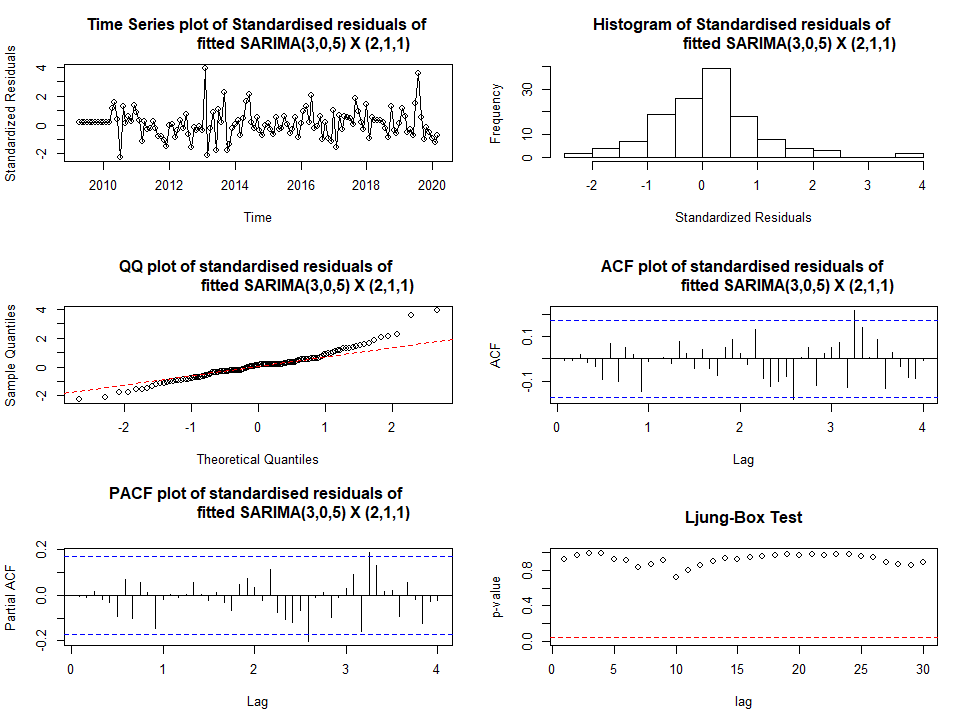 Time Series plot of Standardised residuals of
fitted SARIMA(3,0,5) X (2,1,1)
Standardized Residuals
4
2
0
-2
2010 2012 2014 2016 2018 2020
Time
Histogram of Standardised residuals of
fitted SARIMA(3,0,5) X (2,1,1)
Frequency
30
10
0
-2 -1 0 1 2 3 4
Standardized Residuals
QQ plot of standardised residuals of
fitted SARIMA(3,0,5) X (2,1,1)
Sample Quantiles
4
2
0
-2
-2 -1 0 1 2
Theoretical Quantiles
ACF plot of standardised residuals of
fitted SARIMA(3,0,5) X (2,1,1)
ACF
0.1
-0.1
0 1 2 3 4
Lag
PACF plot of standardised residuals of
fitted SARIMA(3,0,5) X (2,1,1)
Partial ACF
0.2
0.0
-0.2
0 1 2 3 4
Lag
Ljung-Box Test
p-value
0.8
0.4
0.0
0 5 10 15 20 25 30
lag